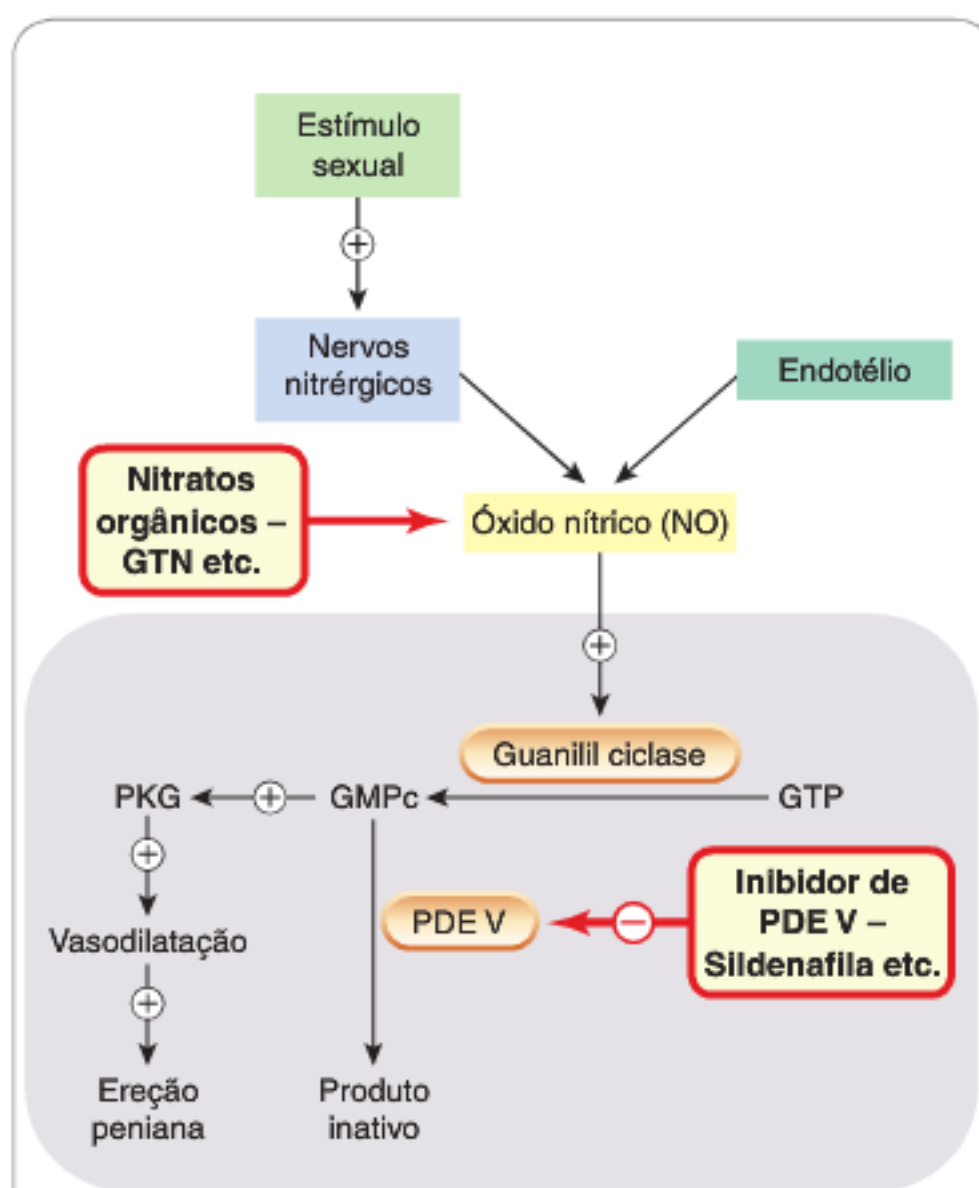 Estímulo
sexual
+
Nervos
nitrérgicos
Endotélio
Nitratos
orgânicos –
GTN etc.
Óxido nítrico (NO)
+
Guanilil ciclase
PKG
+
GMPc
GTP
+
PDE V
−
Inibidor de
PDE V –
Sildenafila etc.
Vasodilatação
+
Ereção
peniana
Produto
inativo